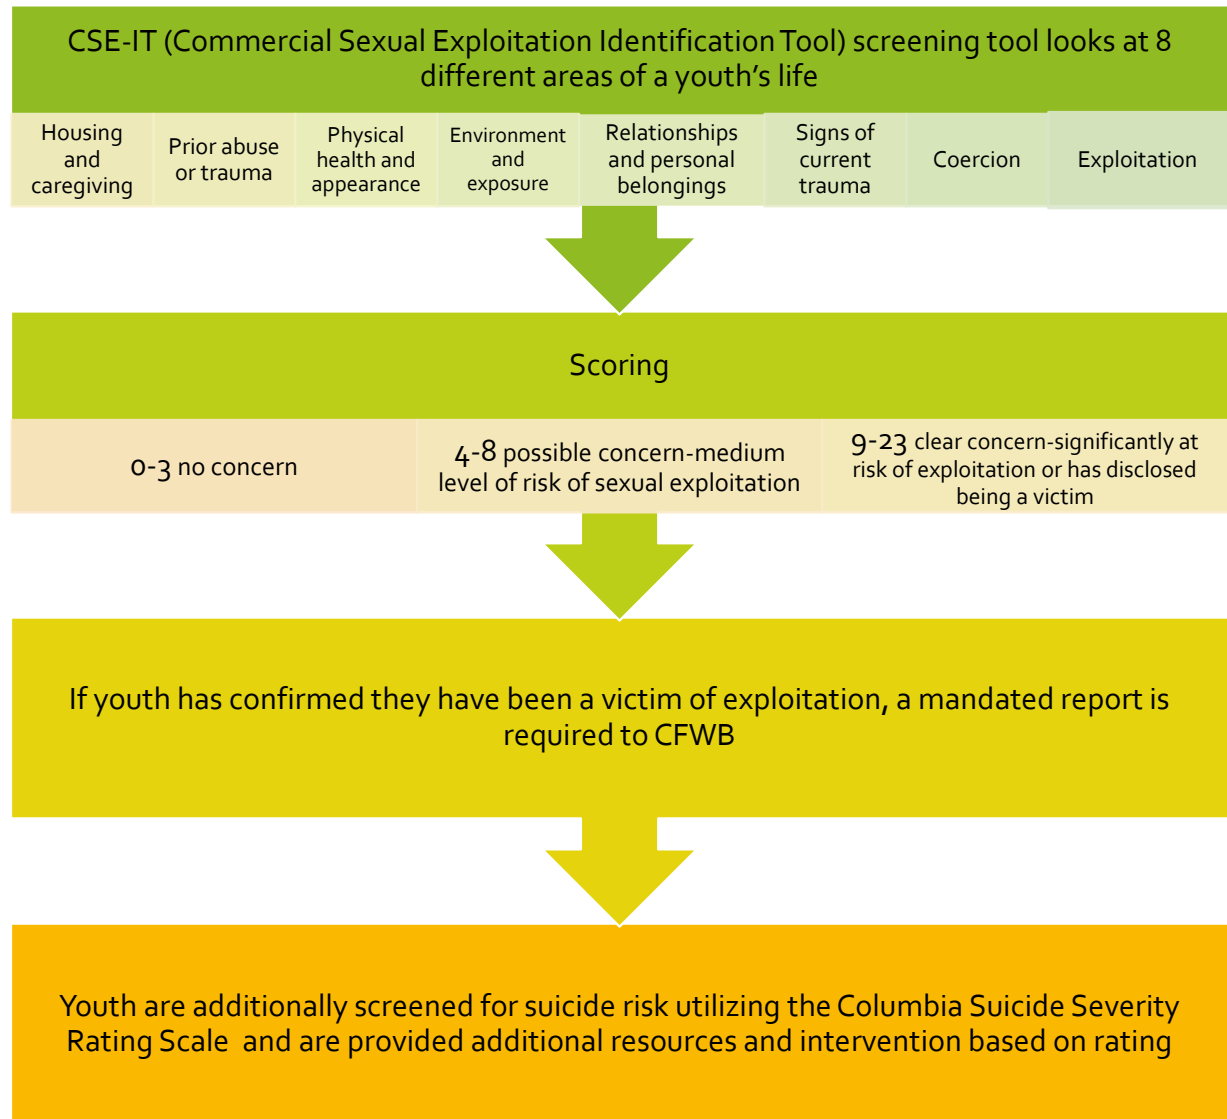 CSE-IT (Commercial Sexual Exploitation Identification Tool) screening tool looks at 8
different areas of a youth's life
Housing
and
caregiving
Prior abuse
or trauma
Physical
health and
appearance
Environment
and
exposure
Relationships
and personal
belongings
Signs of
current
trauma
Coercion
Exploitation
Scoring
0-3 no concern
4-8 possible concern-medium
level of risk of sexual exploitation
9-23 clear concern-significantly at
risk of exploitation or has disclosed
being a victim
If youth has confirmed they have been a victim of exploitation, a mandated report is
required to CFWB
Youth are additionally screened for suicide risk utilizing the Columbia Suicide Severity
Rating Scale and are provided additional resources and intervention based on rating